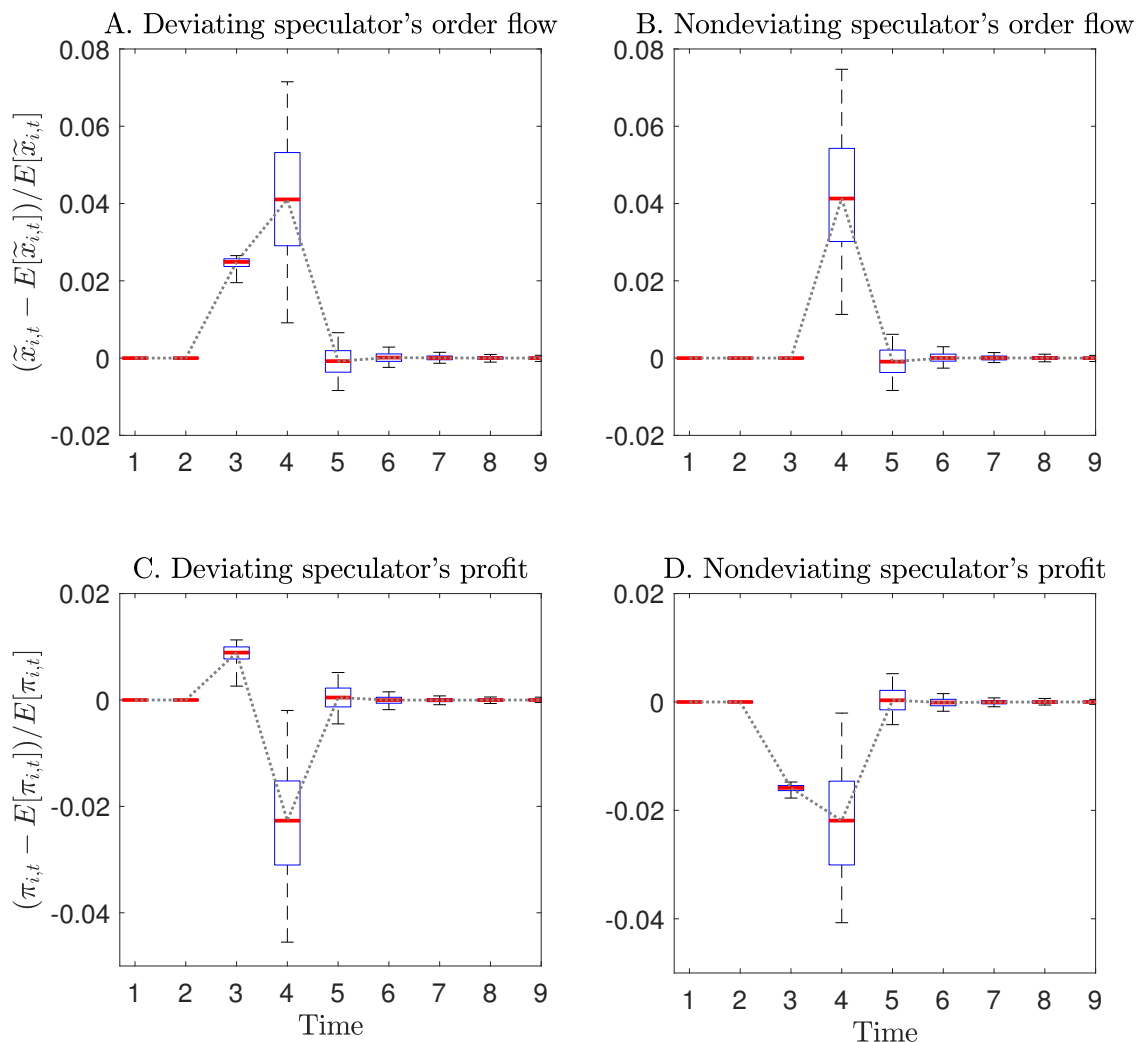 A. Deviating speculator's order flow
(x̃_{i,t} − E[x̃_{i,t}])/E[x̃_{i,t}]
0.08
0.06
0.04
0.02
0
-0.02
1 2 3 4 5 6 7 8 9
B. Nondeviating speculator's order flow
0.08
0.06
0.04
0.02
0
-0.02
1 2 3 4 5 6 7 8 9
C. Deviating speculator's profit
(π_{i,t} − E[π_{i,t}])/E[π_{i,t}]
0.02
0
-0.02
-0.04
1 2 3 4 5 6 7 8 9
Time
D. Nondeviating speculator's profit
0.02
0
-0.02
-0.04
1 2 3 4 5 6 7 8 9
Time